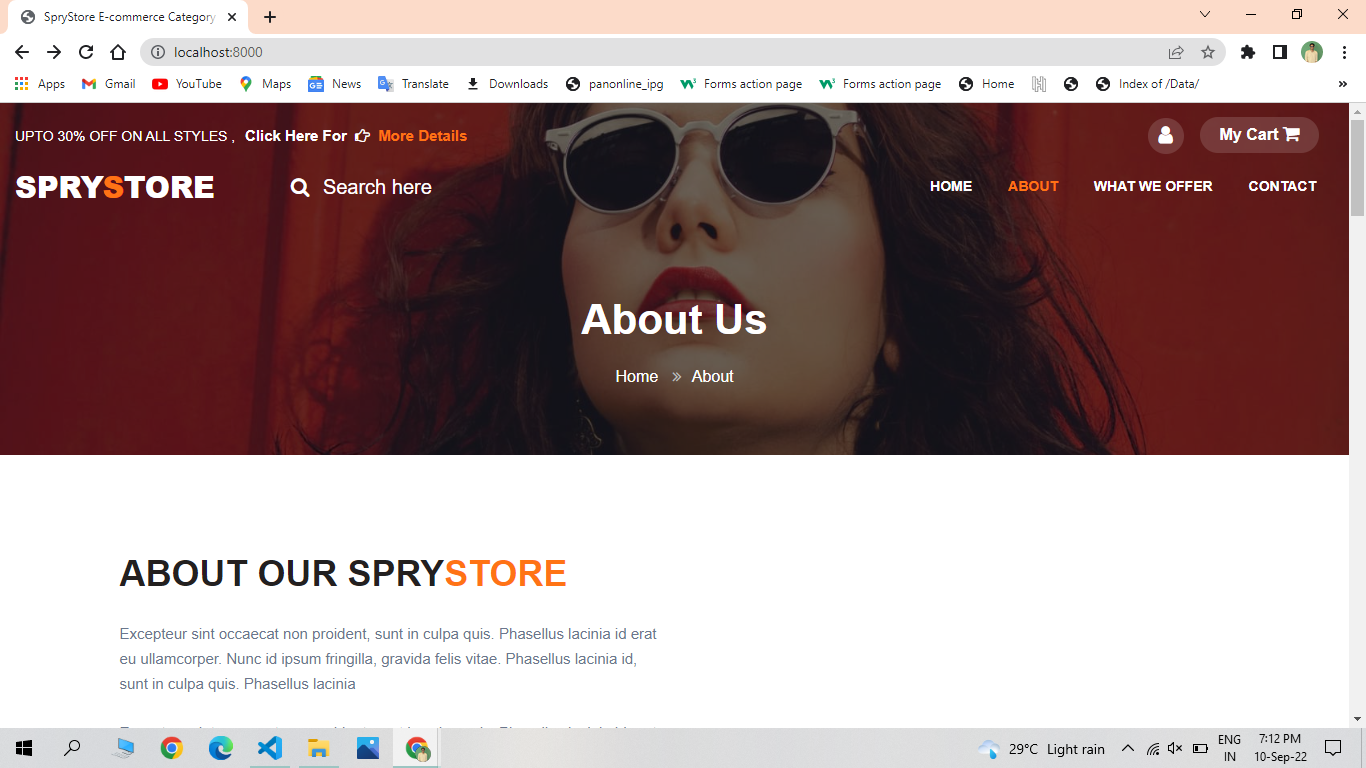 SpryStore E-commerce Category
localhost:8000
Apps Gmail YouTube Maps News Translate Downloads panonline_ipg Forms action page Forms action page Home Index of /Data/ »
UPTO 30% OFF ON ALL STYLES , Click Here For More Details
My Cart
SPRYSTORE
Search here
HOME ABOUT WHAT WE OFFER CONTACT
About Us
Home » About
ABOUT OUR SPRYSTORE
Excepteur sint occaecat non proident, sunt in culpa quis. Phasellus lacinia id erat
eu ullamcorper. Nunc id ipsum fringilla, gravida felis vitae. Phasellus lacinia id,
sunt in culpa quis. Phasellus lacinia
29°C Light rain
ENG
IN
7:12 PM
10-Sep-22